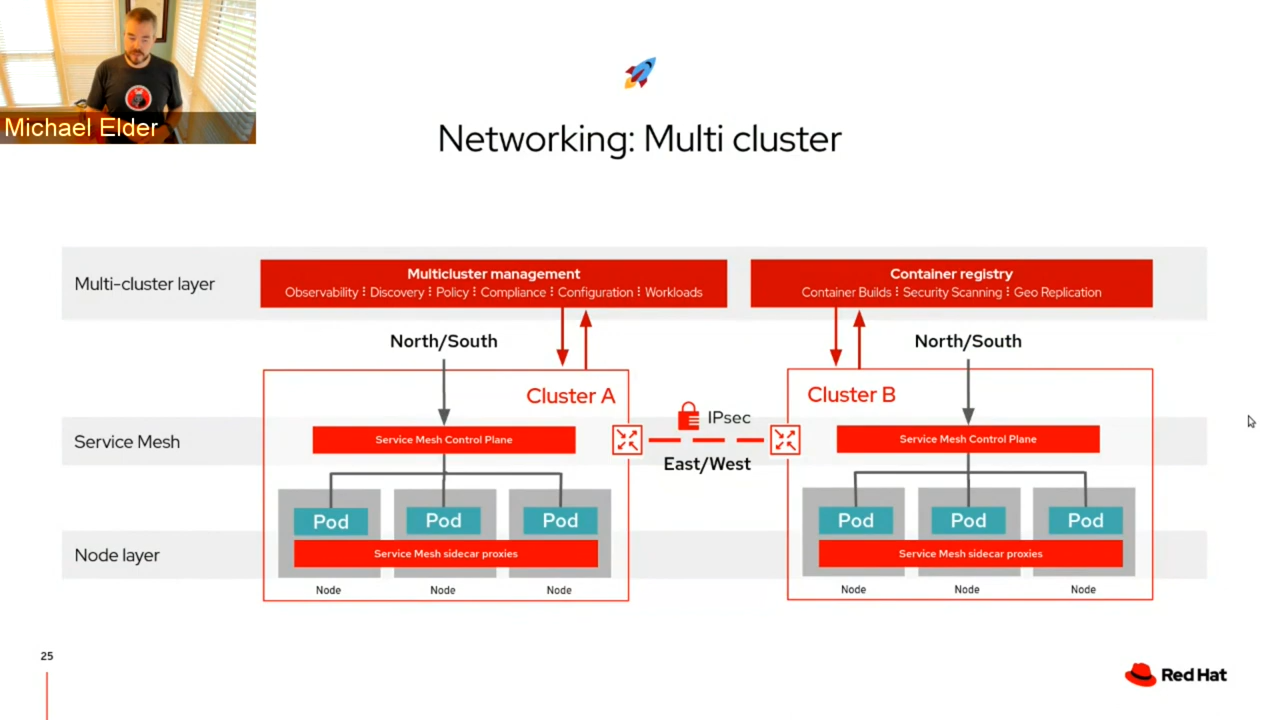 Michael Elder
Networking: Multi cluster
Multi-cluster layer
Multicluster management
Observability ⁝ Discovery ⁝ Policy ⁝ Compliance ⁝ Configuration ⁝ Workloads
Container registry
Container Builds ⁝ Security Scanning ⁝ Geo Replication
North/South
North/South
Cluster A
Cluster B
IPsec
East/West
Service Mesh
Service Mesh Control Plane
Service Mesh Control Plane
Pod Pod Pod
Pod Pod Pod
Node layer
Service Mesh sidecar proxies
Service Mesh sidecar proxies
Node Node Node
Node Node Node
25
Red Hat